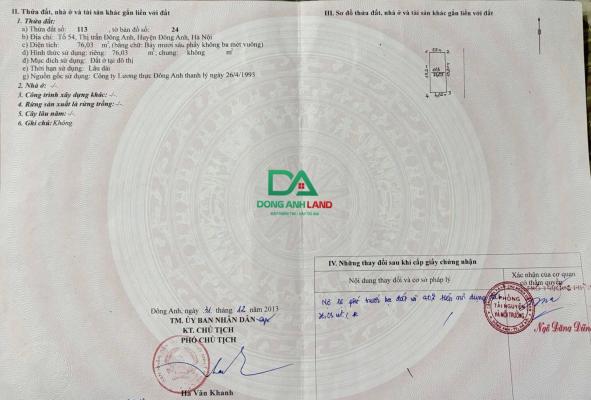 II. Thửa đất, nhà ở và tài sản khác gắn liền với đất
1. Thửa đất:
a) Thửa đất số: 113 , tờ bản đồ số: 24
b) Địa chỉ: Tổ 54, Thị trấn Đông Anh, Huyện Đông Anh, Hà Nội
c) Diện tích: 76,03 m², (bằng chữ: Bảy mươi sáu phẩy không ba mét vuông)
d) Hình thức sử dụng: riêng: 76,03 m², chung: không m²
đ) Mục đích sử dụng: Đất ở tại đô thị
e) Thời hạn sử dụng: Lâu dài
g) Nguồn gốc sử dụng: Công ty Lương thực Đông Anh thanh lý ngày 26/4/1993
2. Nhà ở: -/-
3. Công trình xây dựng khác: -/-
4. Rừng sản xuất là rừng trồng: -/-
5. Cây lâu năm: -/-
6. Ghi chú: Không.
Đông Anh, ngày 31 tháng 12 năm 2013
TM. ỦY BAN NHÂN DÂN
KT. CHỦ TỊCH
PHÓ CHỦ TỊCH
Hà Văn Khanh
III. Sơ đồ thửa đất, nhà ở và tài sản khác gắn liền với đất
DONG ANH LAND
IV. Những thay đổi sau khi cấp giấy chứng nhận
Nội dung thay đổi và cơ sở pháp lý
Xác nhận của cơ quan
có thẩm quyền
PHÒNG
TÀI NGUYÊN
VÀ MÔI TRƯỜNG